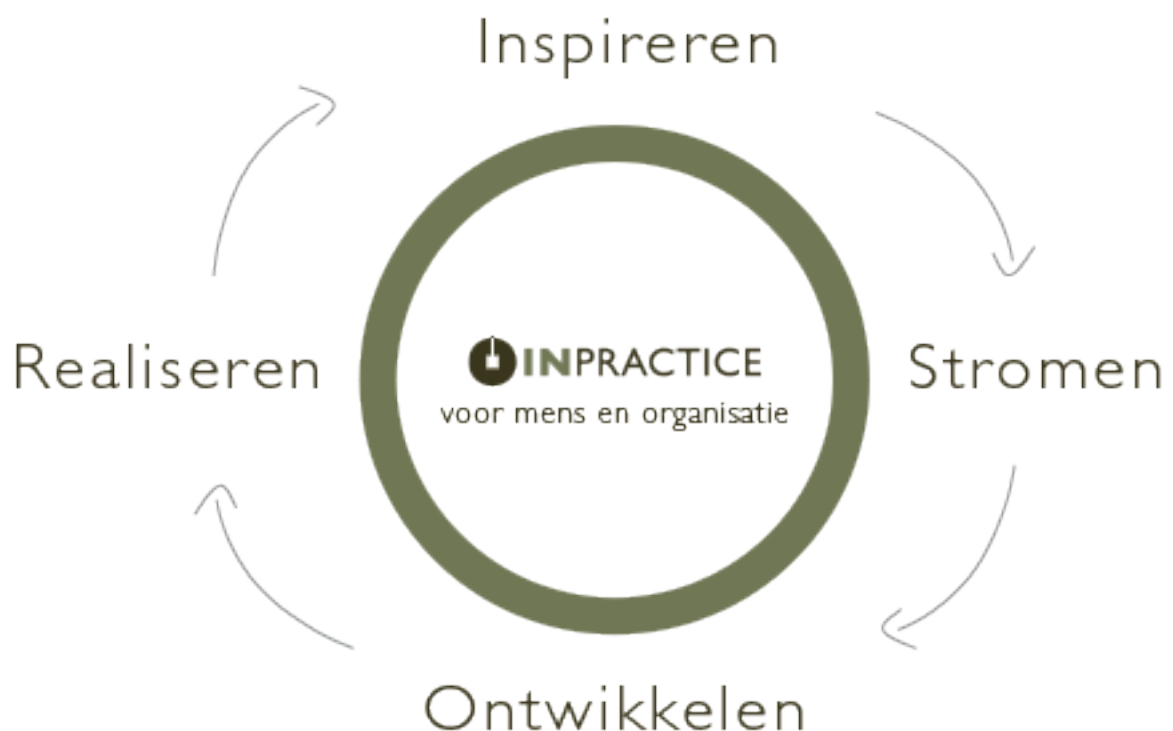 Inspireren
Realiseren
INPRACTICE
voor mens en organisatie
Stromen
Ontwikkelen